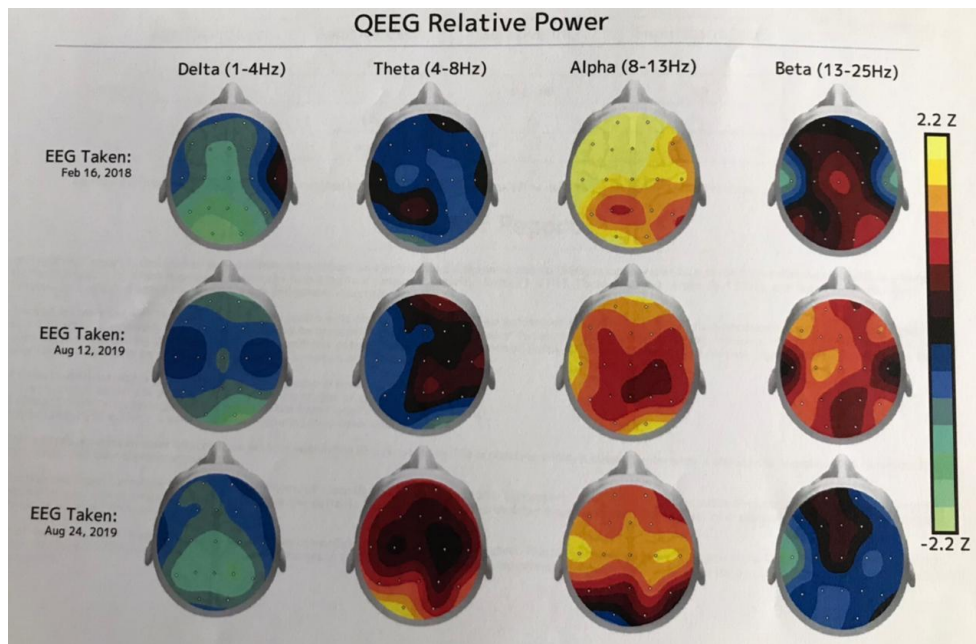 QEEG Relative Power
Delta (1-4Hz)
Theta (4-8Hz)
Alpha (8-13Hz)
Beta (13-25Hz)
2.2 Z
EEG Taken:
Feb 16, 2018
EEG Taken:
Aug 12, 2019
EEG Taken:
Aug 24, 2019
-2.2 Z